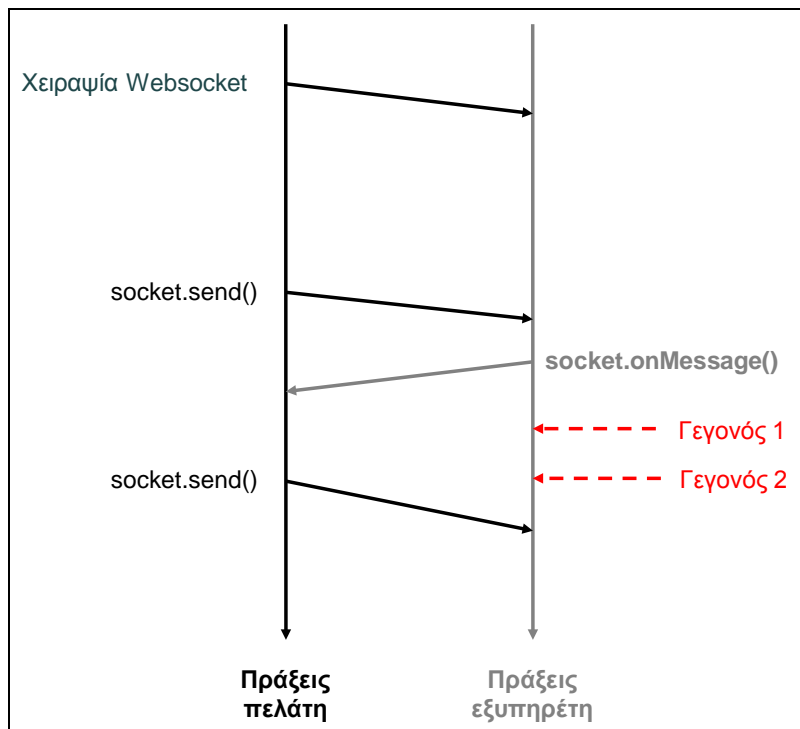 Χειραψία Websocket
socket.send()
socket.onMessage()
Γεγονός 1
socket.send()
Γεγονός 2
Πράξεις
πελάτη
Πράξεις
εξυπηρέτη